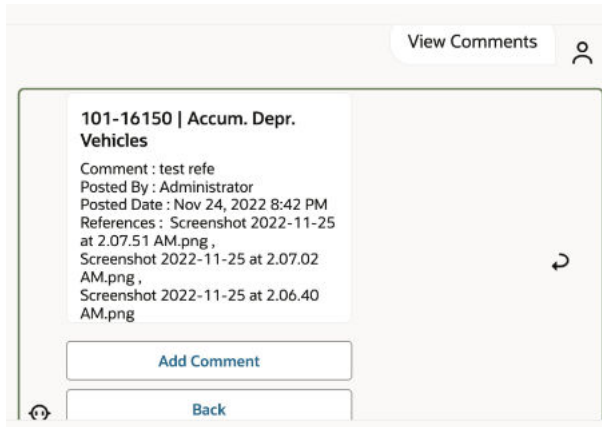 View Comments
101-16150 | Accum. Depr.
Vehicles
Comment : test refe
Posted By : Administrator
Posted Date : Nov 24, 2022 8:42 PM
References : Screenshot 2022-11-25
at 2.07.51 AM.png ,
Screenshot 2022-11-25 at 2.07.02
AM.png ,
Screenshot 2022-11-25 at 2.06.40
AM.png
Add Comment
Back